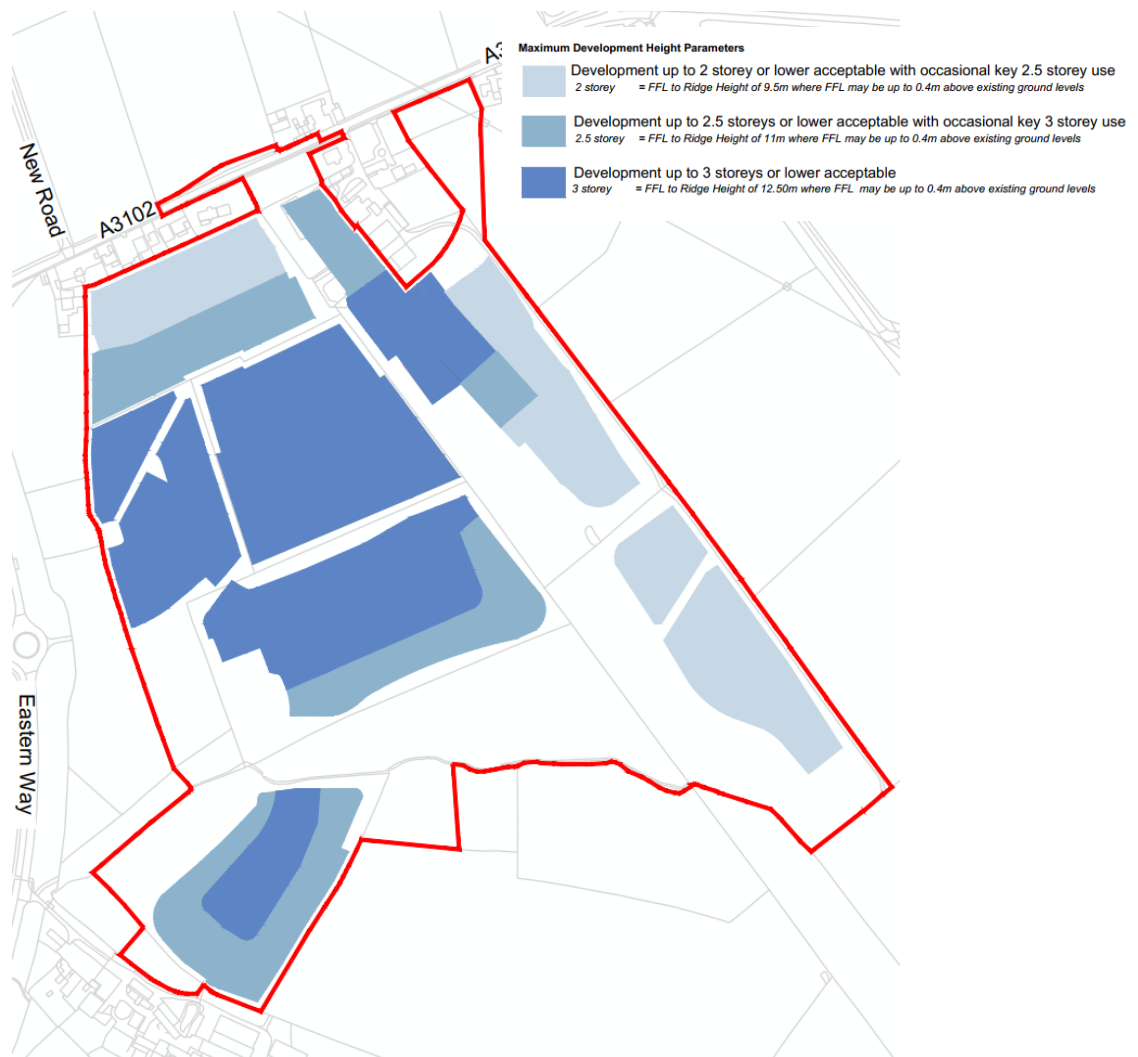 Maximum Development Height Parameters
Development up to 2 storey or lower acceptable with occasional key 2.5 storey use
2 storey = FFL to Ridge Height of 9.5m where FFL may be up to 0.4m above existing ground levels
Development up to 2.5 storeys or lower acceptable with occasional key 3 storey use
2.5 storey = FFL to Ridge Height of 11m where FFL may be up to 0.4m above existing ground levels
Development up to 3 storeys or lower acceptable
3 storey = FFL to Ridge Height of 12.50m where FFL may be up to 0.4m above existing ground levels
New Road
A3102
Eastern Way